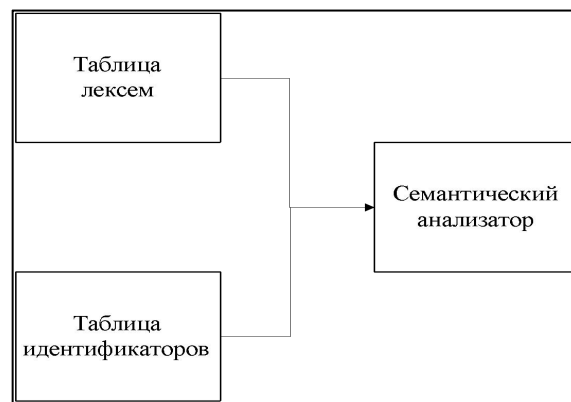 Таблица
лексем
Семантический
анализатор
Таблица
идентификаторов